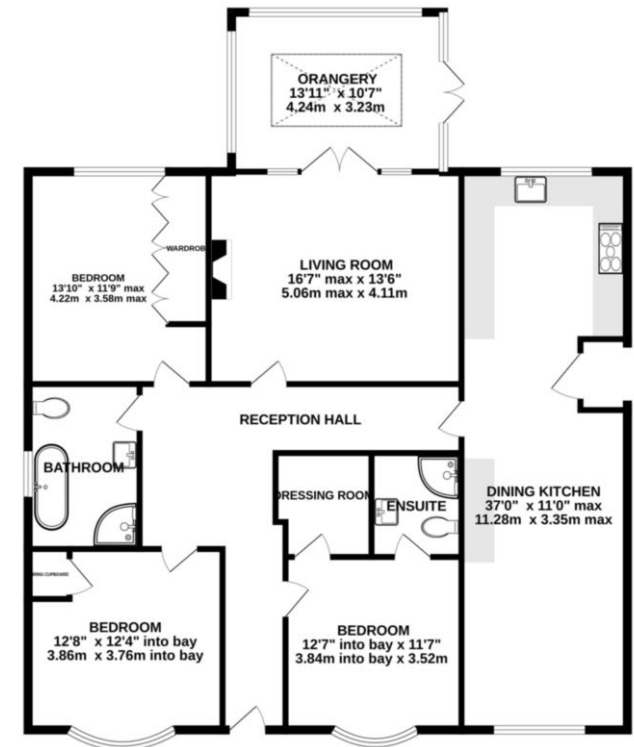 ORANGERY
13'11" x 10'7"
4.24m x 3.23m
WARDROB
BEDROOM
13'10" x 11'9" max
4.22m x 3.58m max
LIVING ROOM
16'7" max x 13'6"
5.06m max x 4.11m
RECEPTION HALL
BATHROOM
DRESSING ROOM
ENSUITE
DINING KITCHEN
37'0" x 11'0" max
11.28m x 3.35m max
CUPBOARD
BEDROOM
12'8" x 12'4" into bay
3.86m x 3.76m into bay
BEDROOM
12'7" into bay x 11'7"
3.84m into bay x 3.52m